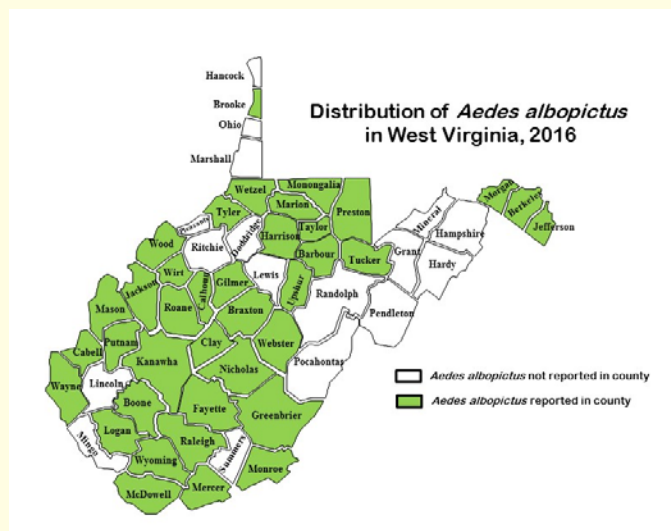 Hancock
Brooke
Ohio
Marshall
Distribution of Aedes albopictus
in West Virginia, 2016
Wetzel
Monongalia
Marion
Preston
Tyler
Pleasants
Taylor
Harrison
Doddridge
Wood
Ritchie
Barbour
Tucker
Mineral
Hampshire
Grant
Hardy
Morgan
Berkeley
Jefferson
Wirt
Lewis
Gilmer
Calhoun
Upshur
Randolph
Jackson
Roane
Braxton
Pendleton
Mason
Putnam
Clay
Webster
Cabell
Kanawha
Nicholas
Pocahontas
Wayne
Lincoln
Boone
Fayette
Greenbrier
Logan
Raleigh
Mingo
Wyoming
Summers
Monroe
McDowell
Mercer
Aedes albopictus not reported in county
Aedes albopictus reported in county